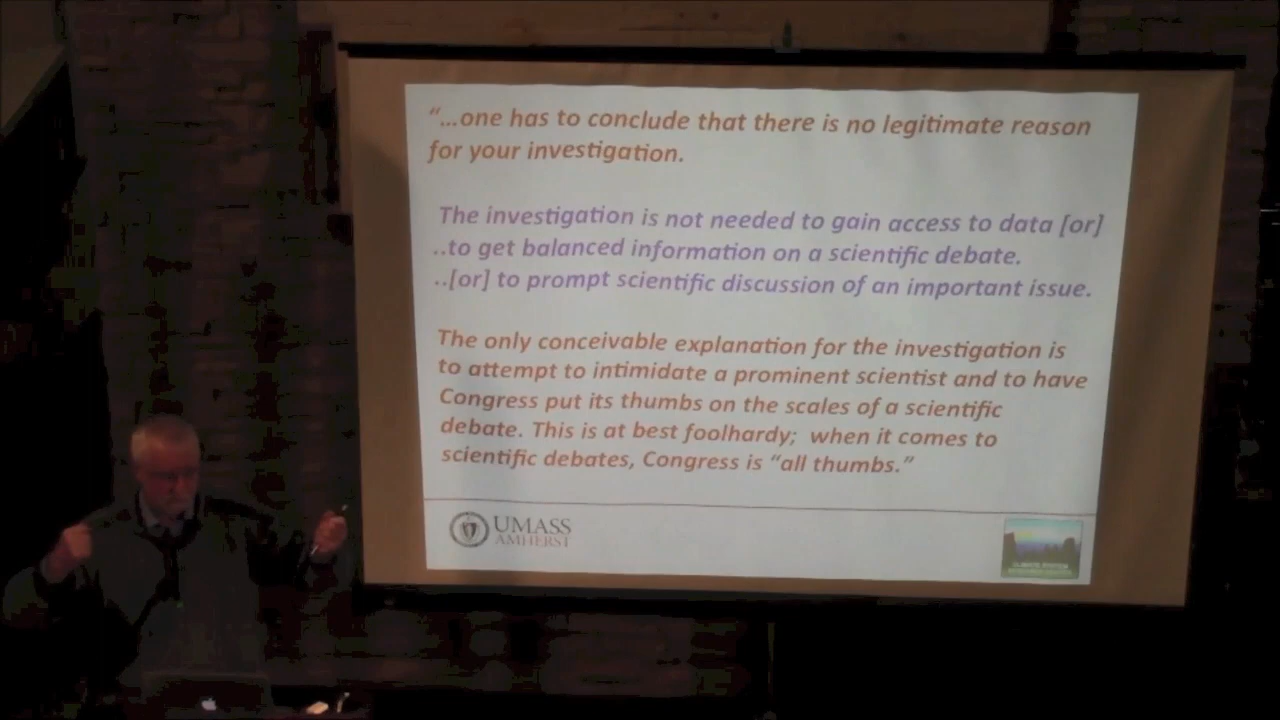 “...one has to conclude that there is no legitimate reason
for your investigation.
The investigation is not needed to gain access to data [or]
..to get balanced information on a scientific debate.
..[or] to prompt scientific discussion of an important issue.
The only conceivable explanation for the investigation is
to attempt to intimidate a prominent scientist and to have
Congress put its thumbs on the scales of a scientific
debate. This is at best foolhardy;  when it comes to
scientific debates, Congress is “all thumbs.”
UMASS
AMHERST
CLIMATE SYSTEM